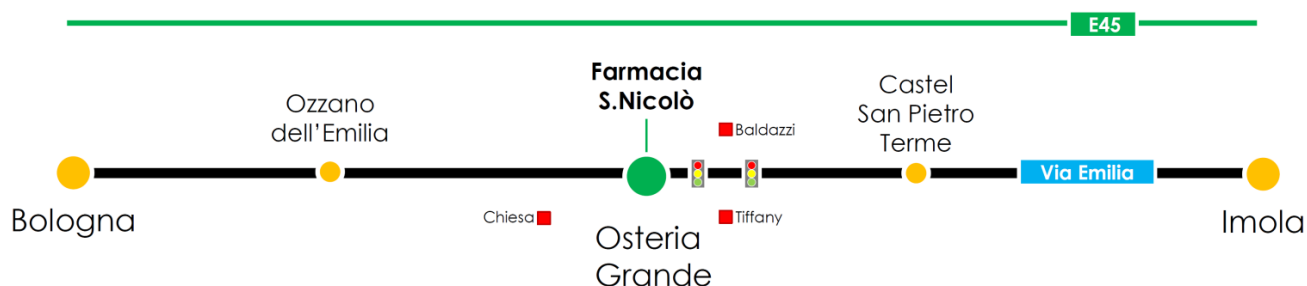 E45
Farmacia
S.Nicolò
Ozzano
dell’Emilia
Castel
San Pietro
Terme
Baldazzi
Via Emilia
Bologna
Chiesa
Tiffany
Osteria
Grande
Imola